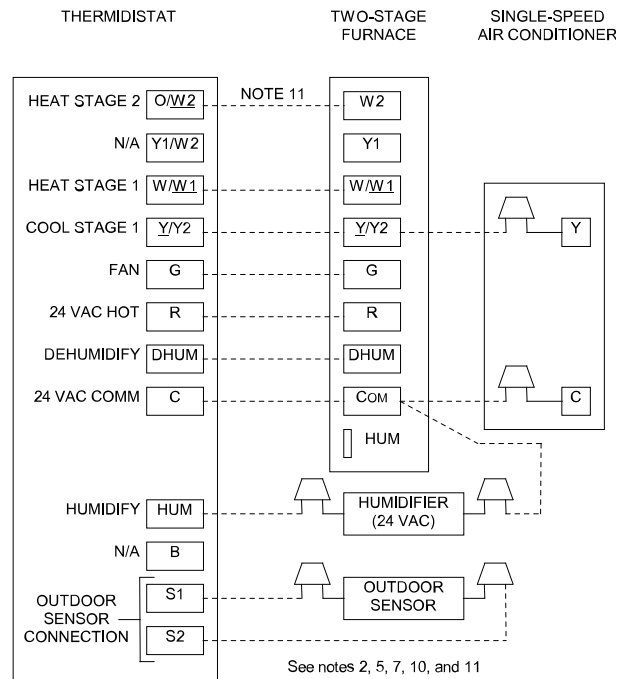 THERMIDISTAT TWO-STAGE FURNACE SINGLE-SPEED AIR CONDITIONER
HEAT STAGE 2 O/W2 NOTE 11 W2
N/A Y1/W2 Y1
HEAT STAGE 1 W/W1 W/W1
COOL STAGE 1 Y/Y2 Y/Y2 Y
FAN G G
24 VAC HOT R R
DEHUMIDIFY DHUM DHUM
24 VAC COMM C COM C
HUM
HUMIDIFY HUM HUMIDIFIER (24 VAC)
N/A B
OUTDOOR SENSOR CONNECTION S1 OUTDOOR SENSOR
S2
See notes 2, 5, 7, 10, and 11